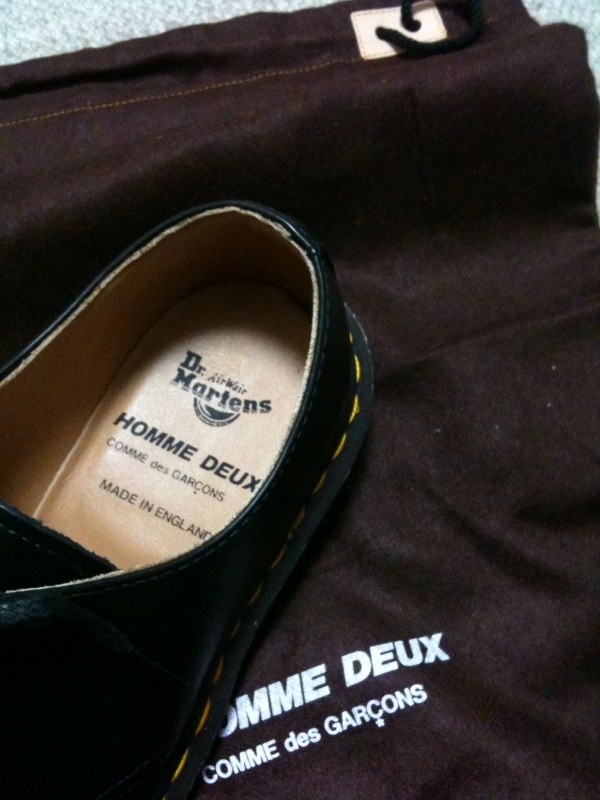 Dr. AirWair
Martens
HOMME DEUX
COMME des GARÇONS
MADE IN ENGLAND
HOMME DEUX
COMME des GARÇONS